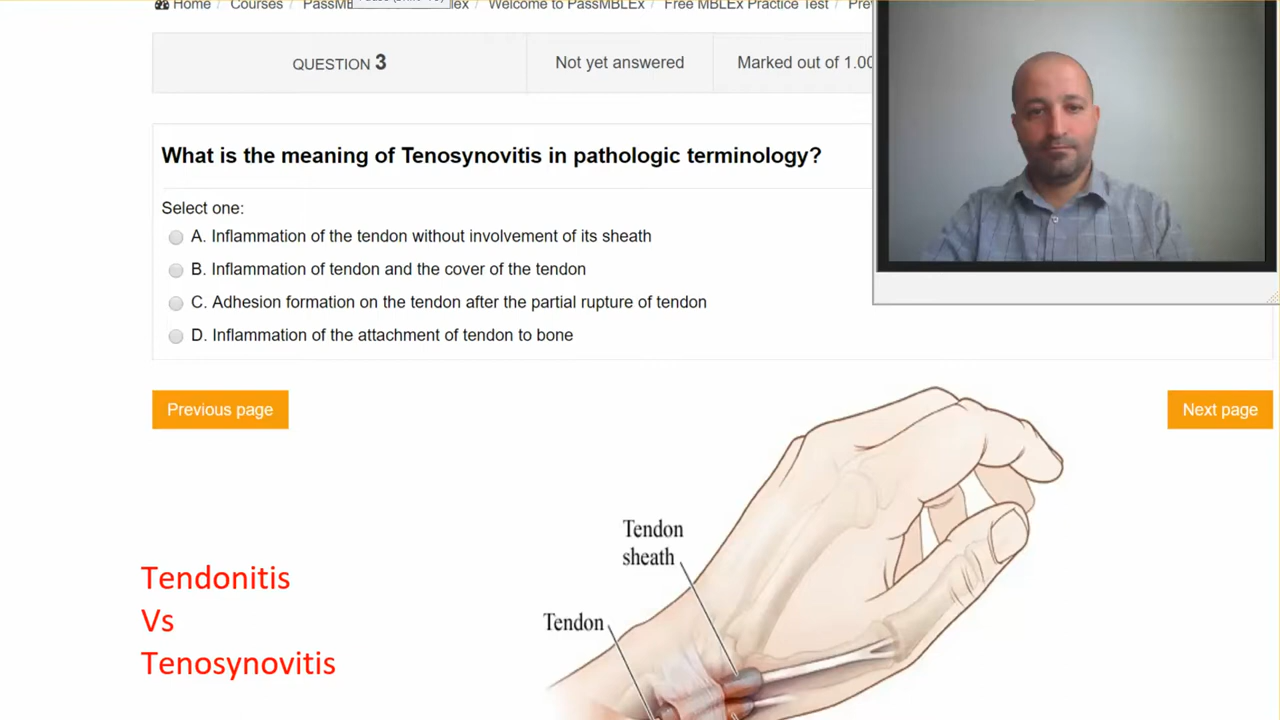 Home / Courses / PassMBLEx / Welcome to PassMBLEx / Free MBLEx Practice Test /
QUESTION 3
Not yet answered
Marked out of 1.00
What is the meaning of Tenosynovitis in pathologic terminology?
Select one:
A. Inflammation of the tendon without involvement of its sheath
B. Inflammation of tendon and the cover of the tendon
C. Adhesion formation on the tendon after the partial rupture of tendon
D. Inflammation of the attachment of tendon to bone
Previous page
Next page
Tendon
sheath
Tendon
Tendonitis
Vs
Tenosynovitis